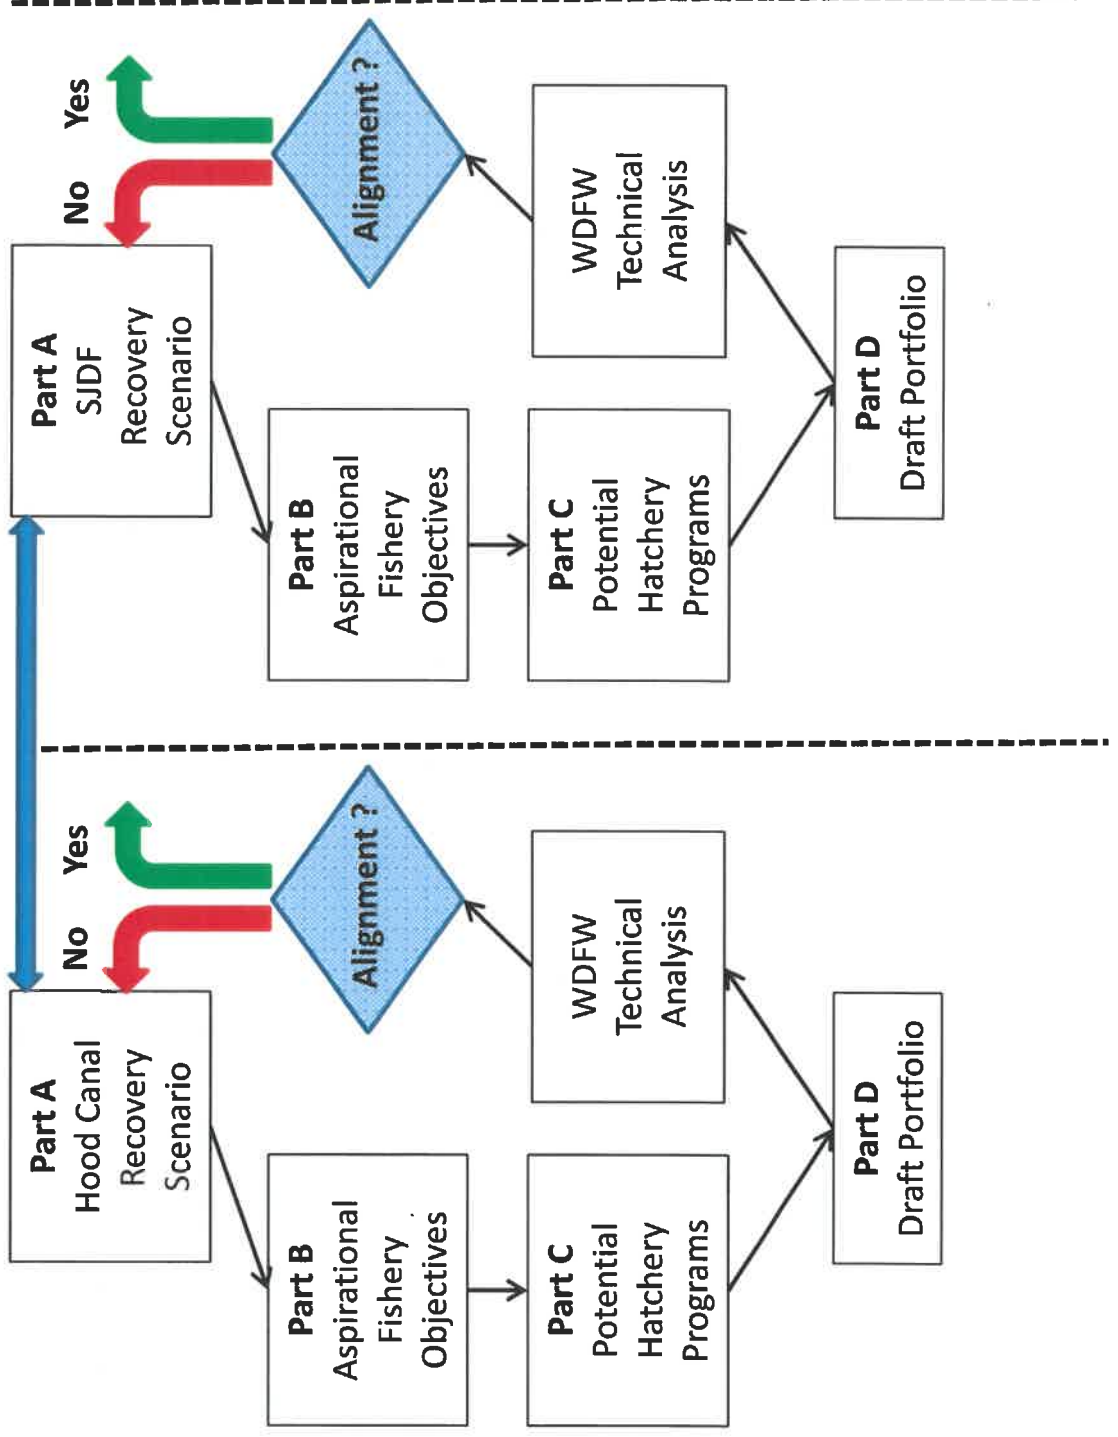 Part A
Hood Canal
Recovery
Scenario
No
Yes
Part B
Aspirational
Fishery
Objectives
Alignment ?
Part C
Potential
Hatchery
Programs
WDFW
Technical
Analysis
Part D
Draft Portfolio
Part A
SJDF
Recovery
Scenario
No
Yes
Part B
Aspirational
Fishery
Objectives
Alignment ?
Part C
Potential
Hatchery
Programs
WDFW
Technical
Analysis
Part D
Draft Portfolio